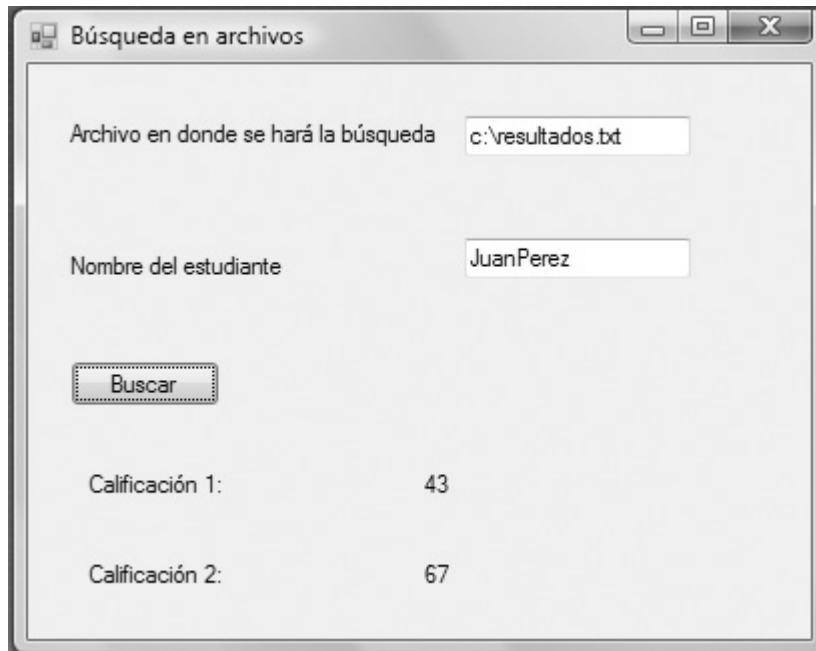 Búsqueda en archivos
Archivo en donde se hará la búsqueda c:\resultados.txt
Nombre del estudiante JuanPerez
Buscar
Calificación 1: 43
Calificación 2: 67